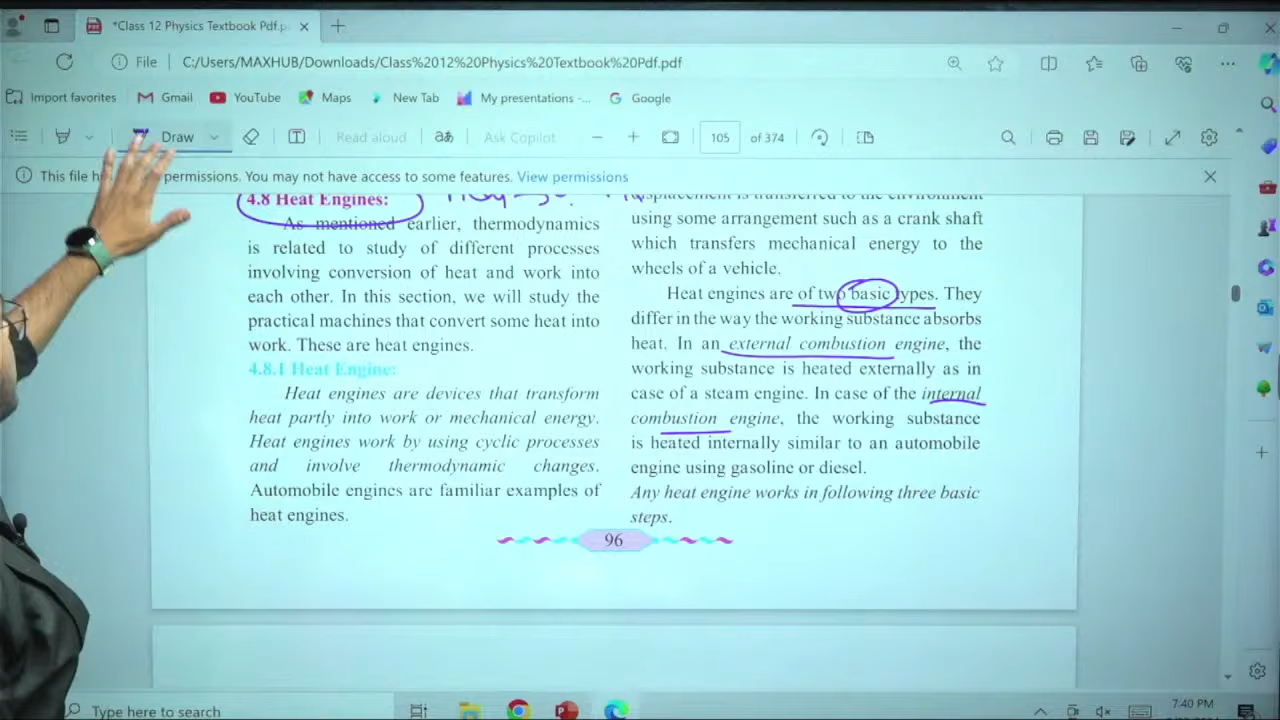 *Class 12 Physics Textbook Pdf.p
File C:/Users/MAXHUB/Downloads/Class%2012%20Physics%20Textbook%20Pdf.pdf
Import favorites Gmail YouTube Maps New Tab My presentations -... Google
Draw Read aloud Ask Copilot 105 of 374
This file h permissions. You may not have access to some features. View permissions
4.8 Heat Engines:
As mentioned earlier, thermodynamics
is related to study of different processes
involving conversion of heat and work into
each other. In this section, we will study the
practical machines that convert some heat into
work. These are heat engines.
4.8.1 Heat Engine:
Heat engines are devices that transform
heat partly into work or mechanical energy.
Heat engines work by using cyclic processes
and involve thermodynamic changes.
Automobile engines are familiar examples of
heat engines.
is transferred to the environment
using some arrangement such as a crank shaft
which transfers mechanical energy to the
wheels of a vehicle.
Heat engines are of two basic types. They
differ in the way the working substance absorbs
heat. In an external combustion engine, the
working substance is heated externally as in
case of a steam engine. In case of the internal
combustion engine, the working substance
is heated internally similar to an automobile
engine using gasoline or diesel.
Any heat engine works in following three basic
steps.
96
Type here to search
7:40 PM